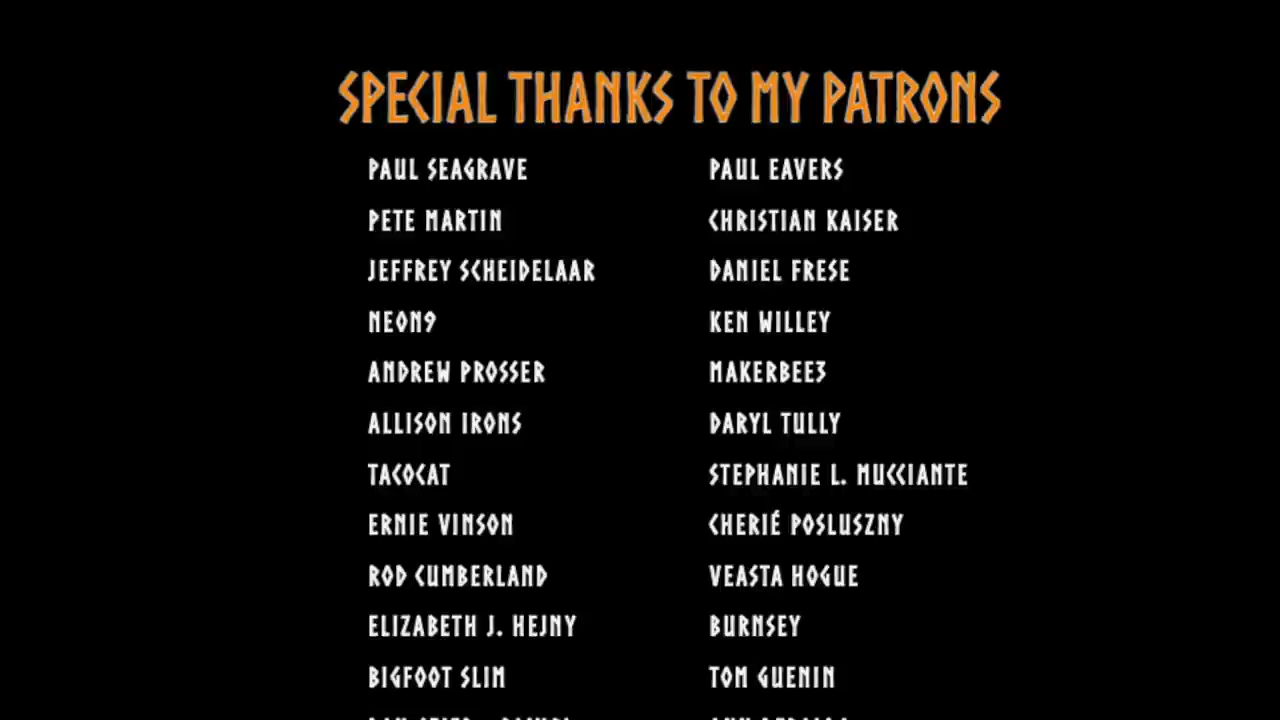 SPECIAL THANKS TO MY PATRONS
PAUL SEAGRAVE
PETE MARTIN
JEFFREY SCHEIDELAAR
NEON9
ANDREW PROSSER
ALLISON IRONS
TACOCAT
ERNIE VINSON
ROD CUMBERLAND
ELIZABETH J. HEJNY
BIGFOOT SLIM
PAUL EAVERS
CHRISTIAN KAISER
DANIEL FRESE
KEN WILLEY
MAKERBEE3
DARYL TULLY
STEPHANIE L. MUCCIANTE
CHERIÉ POSLUSZNY
VEASTA HOGUE
BURNSEY
TOM GUENIN